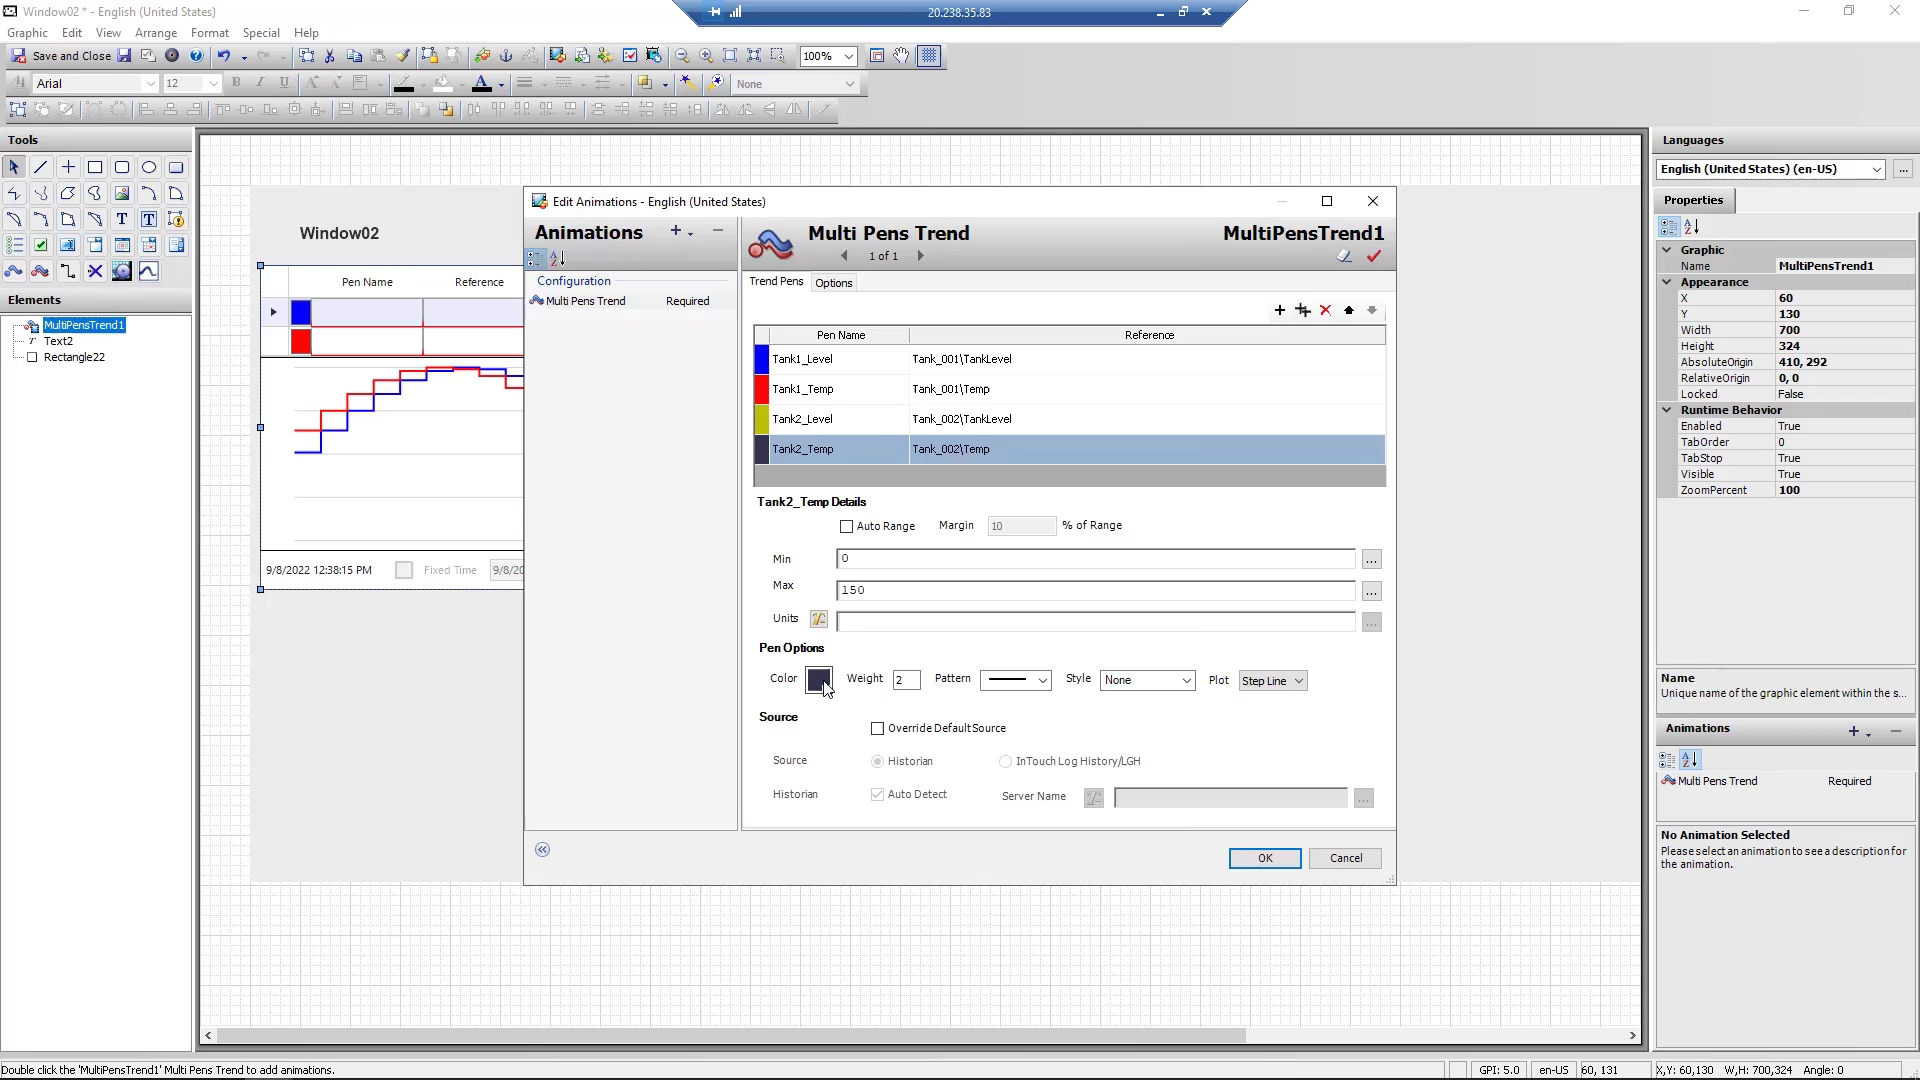 Window02 * - English (United States)
20.238.35.83
Graphic Edit View Arrange Format Special Help
Save and Close
100%
Arial
12
B I U
None
Tools
Elements
MultiPensTrend1
Text2
Rectangle22
Window02
Pen Name
Reference
9/8/2022 12:38:15 PM
Fixed Time
9/8/20
Edit Animations - English (United States)
Animations
Configuration
Multi Pens Trend Required
Multi Pens Trend
MultiPensTrend1
1 of 1
Trend Pens
Options
Pen Name
Reference
Tank1_Level Tank_001\TankLevel
Tank1_Temp Tank_001\Temp
Tank2_Level Tank_002\TankLevel
Tank2_Temp Tank_002\Temp
Tank2_Temp Details
Auto Range Margin 10 % of Range
Min 0 ...
Max 150 ...
Units ...
Pen Options
Color Weight 2 Pattern Style None Plot Step Line
Source
Override Default Source
Source Historian InTouch Log History/LGH
Historian Auto Detect Server Name ...
OK Cancel
Languages
English (United States) (en-US) ...
Properties
Graphic
Name MultiPensTrend1
Appearance
X 60
Y 130
Width 700
Height 324
AbsoluteOrigin 410, 292
RelativeOrigin 0, 0
Locked False
Runtime Behavior
Enabled True
TabOrder 0
TabStop True
Visible True
ZoomPercent 100
Name
Unique name of the graphic element within the s...
Animations
Multi Pens Trend Required
No Animation Selected
Please select an animation to see a description for
the animation.
Double click the 'MultiPensTrend1' Multi Pens Trend to add animations.
GPI: 5.0
en-US
60, 131
X,Y: 60,130 W,H: 700,324 Angle: 0